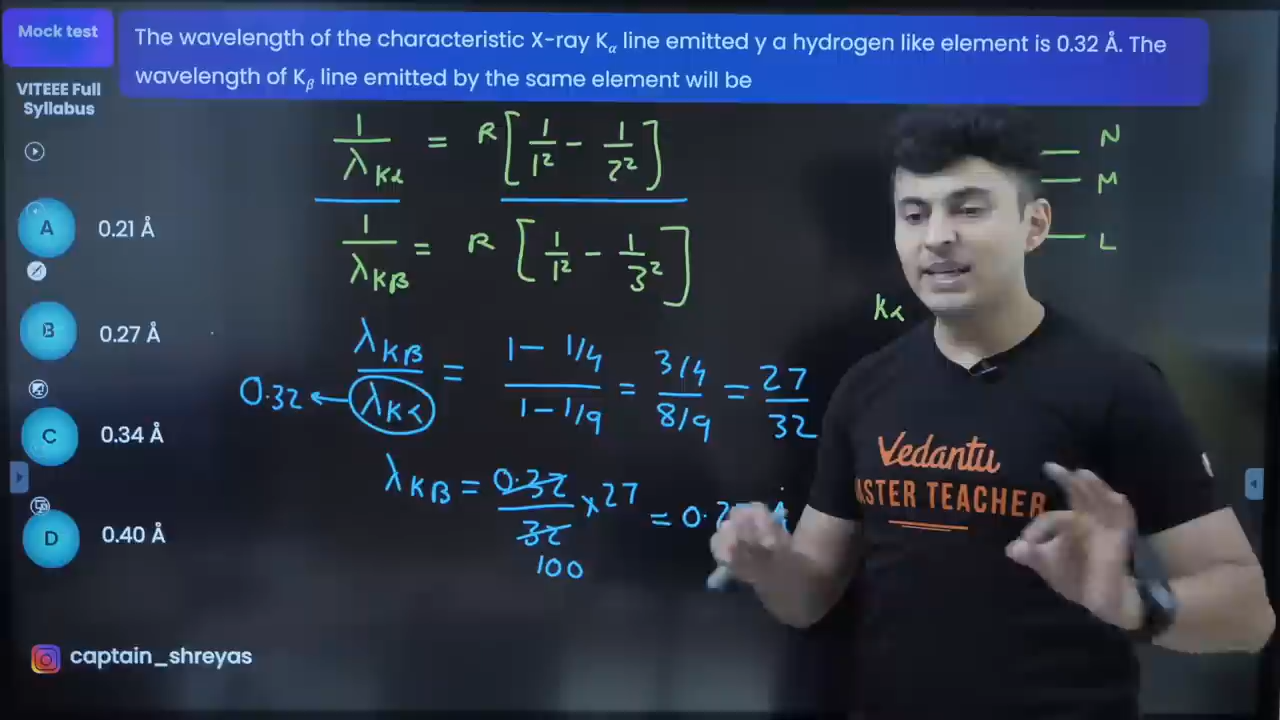 Mock test
The wavelength of the characteristic X-ray Kα line emitted y a hydrogen like element is 0.32 Å. The
wavelength of Kβ line emitted by the same element will be
VITEEE Full
Syllabus
1/λKα = R[1/1² - 1/2²]
1/λKβ = R[1/1² - 1/3²]
N
M
L
Kα
A 0.21 Å
B 0.27 Å
C 0.34 Å
D 0.40 Å
λKβ/λKα = (1 - 1/4)/(1 - 1/9) = (3/4)/(8/9) = 27/32
0.32 ←
λKβ = 0.32/32 × 27
100
captain_shreyas
Vedantu
MASTER TEACHER